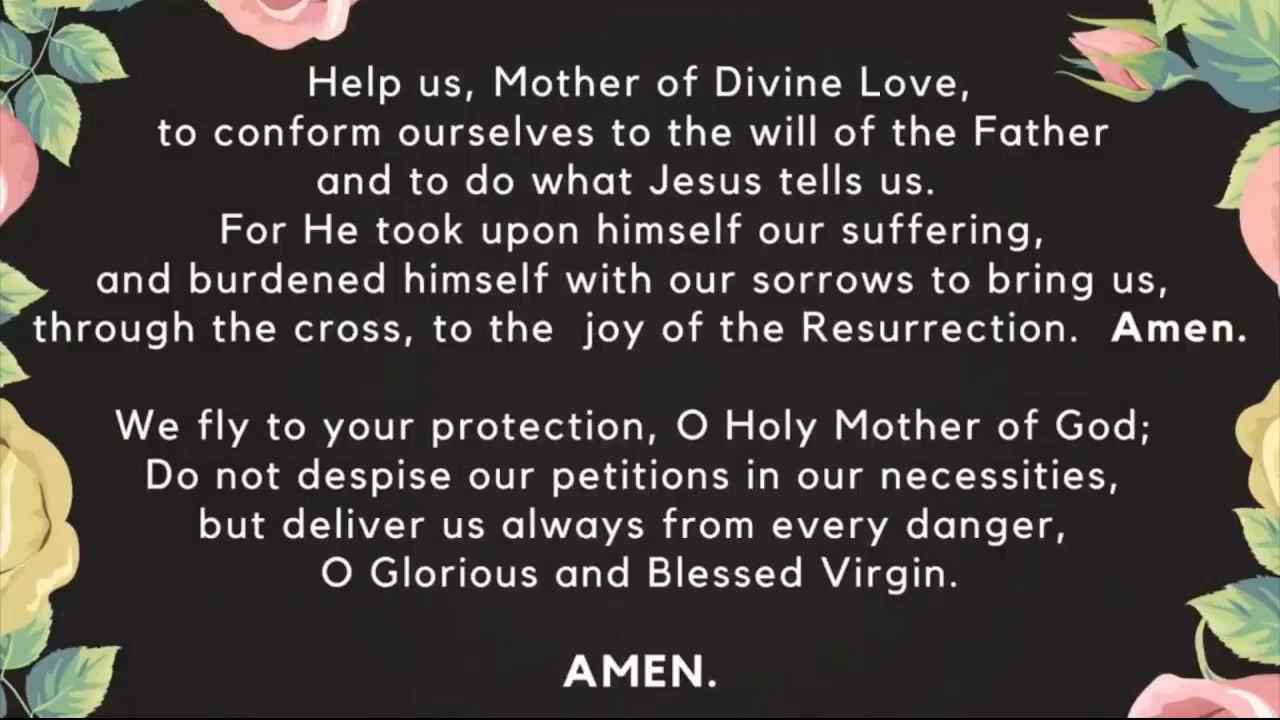 Help us, Mother of Divine Love,
to conform ourselves to the will of the Father
and to do what Jesus tells us.
For He took upon himself our suffering,
and burdened himself with our sorrows to bring us,
through the cross, to the joy of the Resurrection. Amen.
We fly to your protection, O Holy Mother of God;
Do not despise our petitions in our necessities,
but deliver us always from every danger,
O Glorious and Blessed Virgin.
AMEN.